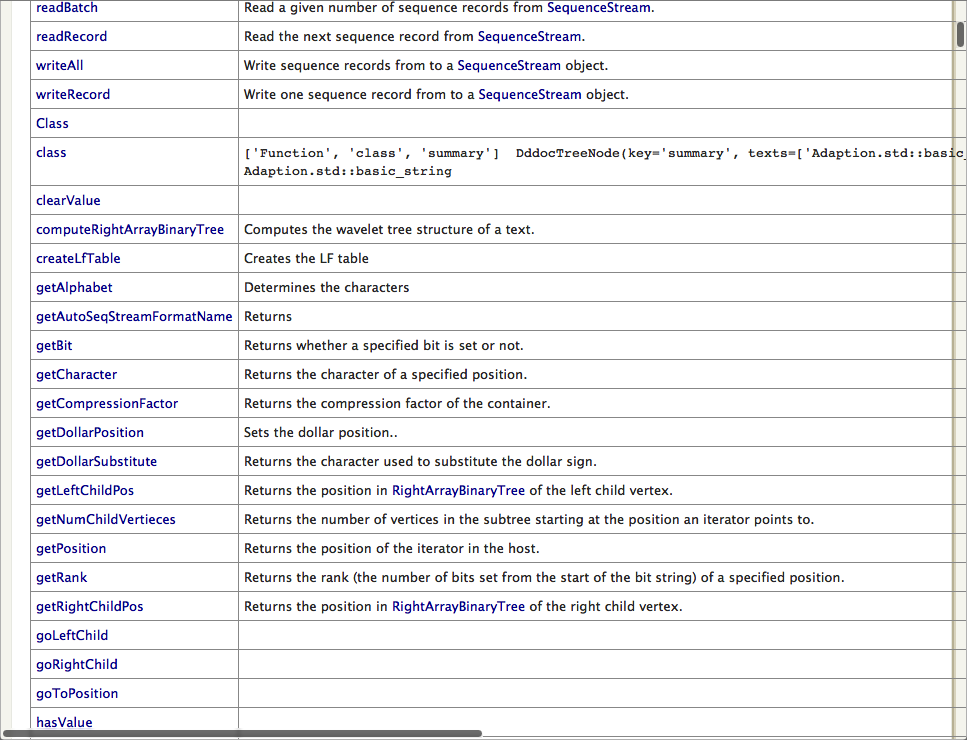 readBatch Read a given number of sequence records from SequenceStream.
readRecord Read the next sequence record from SequenceStream.
writeAll Write sequence records from to a SequenceStream object.
writeRecord Write one sequence record from to a SequenceStream object.
Class
class ['Function', 'class', 'summary'] DddocTreeNode(key='summary', texts=['Adaption.std::basic_
Adaption.std::basic_string
clearValue
computeRightArrayBinaryTree Computes the wavelet tree structure of a text.
createLfTable Creates the LF table
getAlphabet Determines the characters
getAutoSeqStreamFormatName Returns
getBit Returns whether a specified bit is set or not.
getCharacter Returns the character of a specified position.
getCompressionFactor Returns the compression factor of the container.
getDollarPosition Sets the dollar position..
getDollarSubstitute Returns the character used to substitute the dollar sign.
getLeftChildPos Returns the position in RightArrayBinaryTree of the left child vertex.
getNumChildVertieces Returns the number of vertices in the subtree starting at the position an iterator points to.
getPosition Returns the position of the iterator in the host.
getRank Returns the rank (the number of bits set from the start of the bit string) of a specified position.
getRightChildPos Returns the position in RightArrayBinaryTree of the right child vertex.
goLeftChild
goRightChild
goToPosition
hasValue